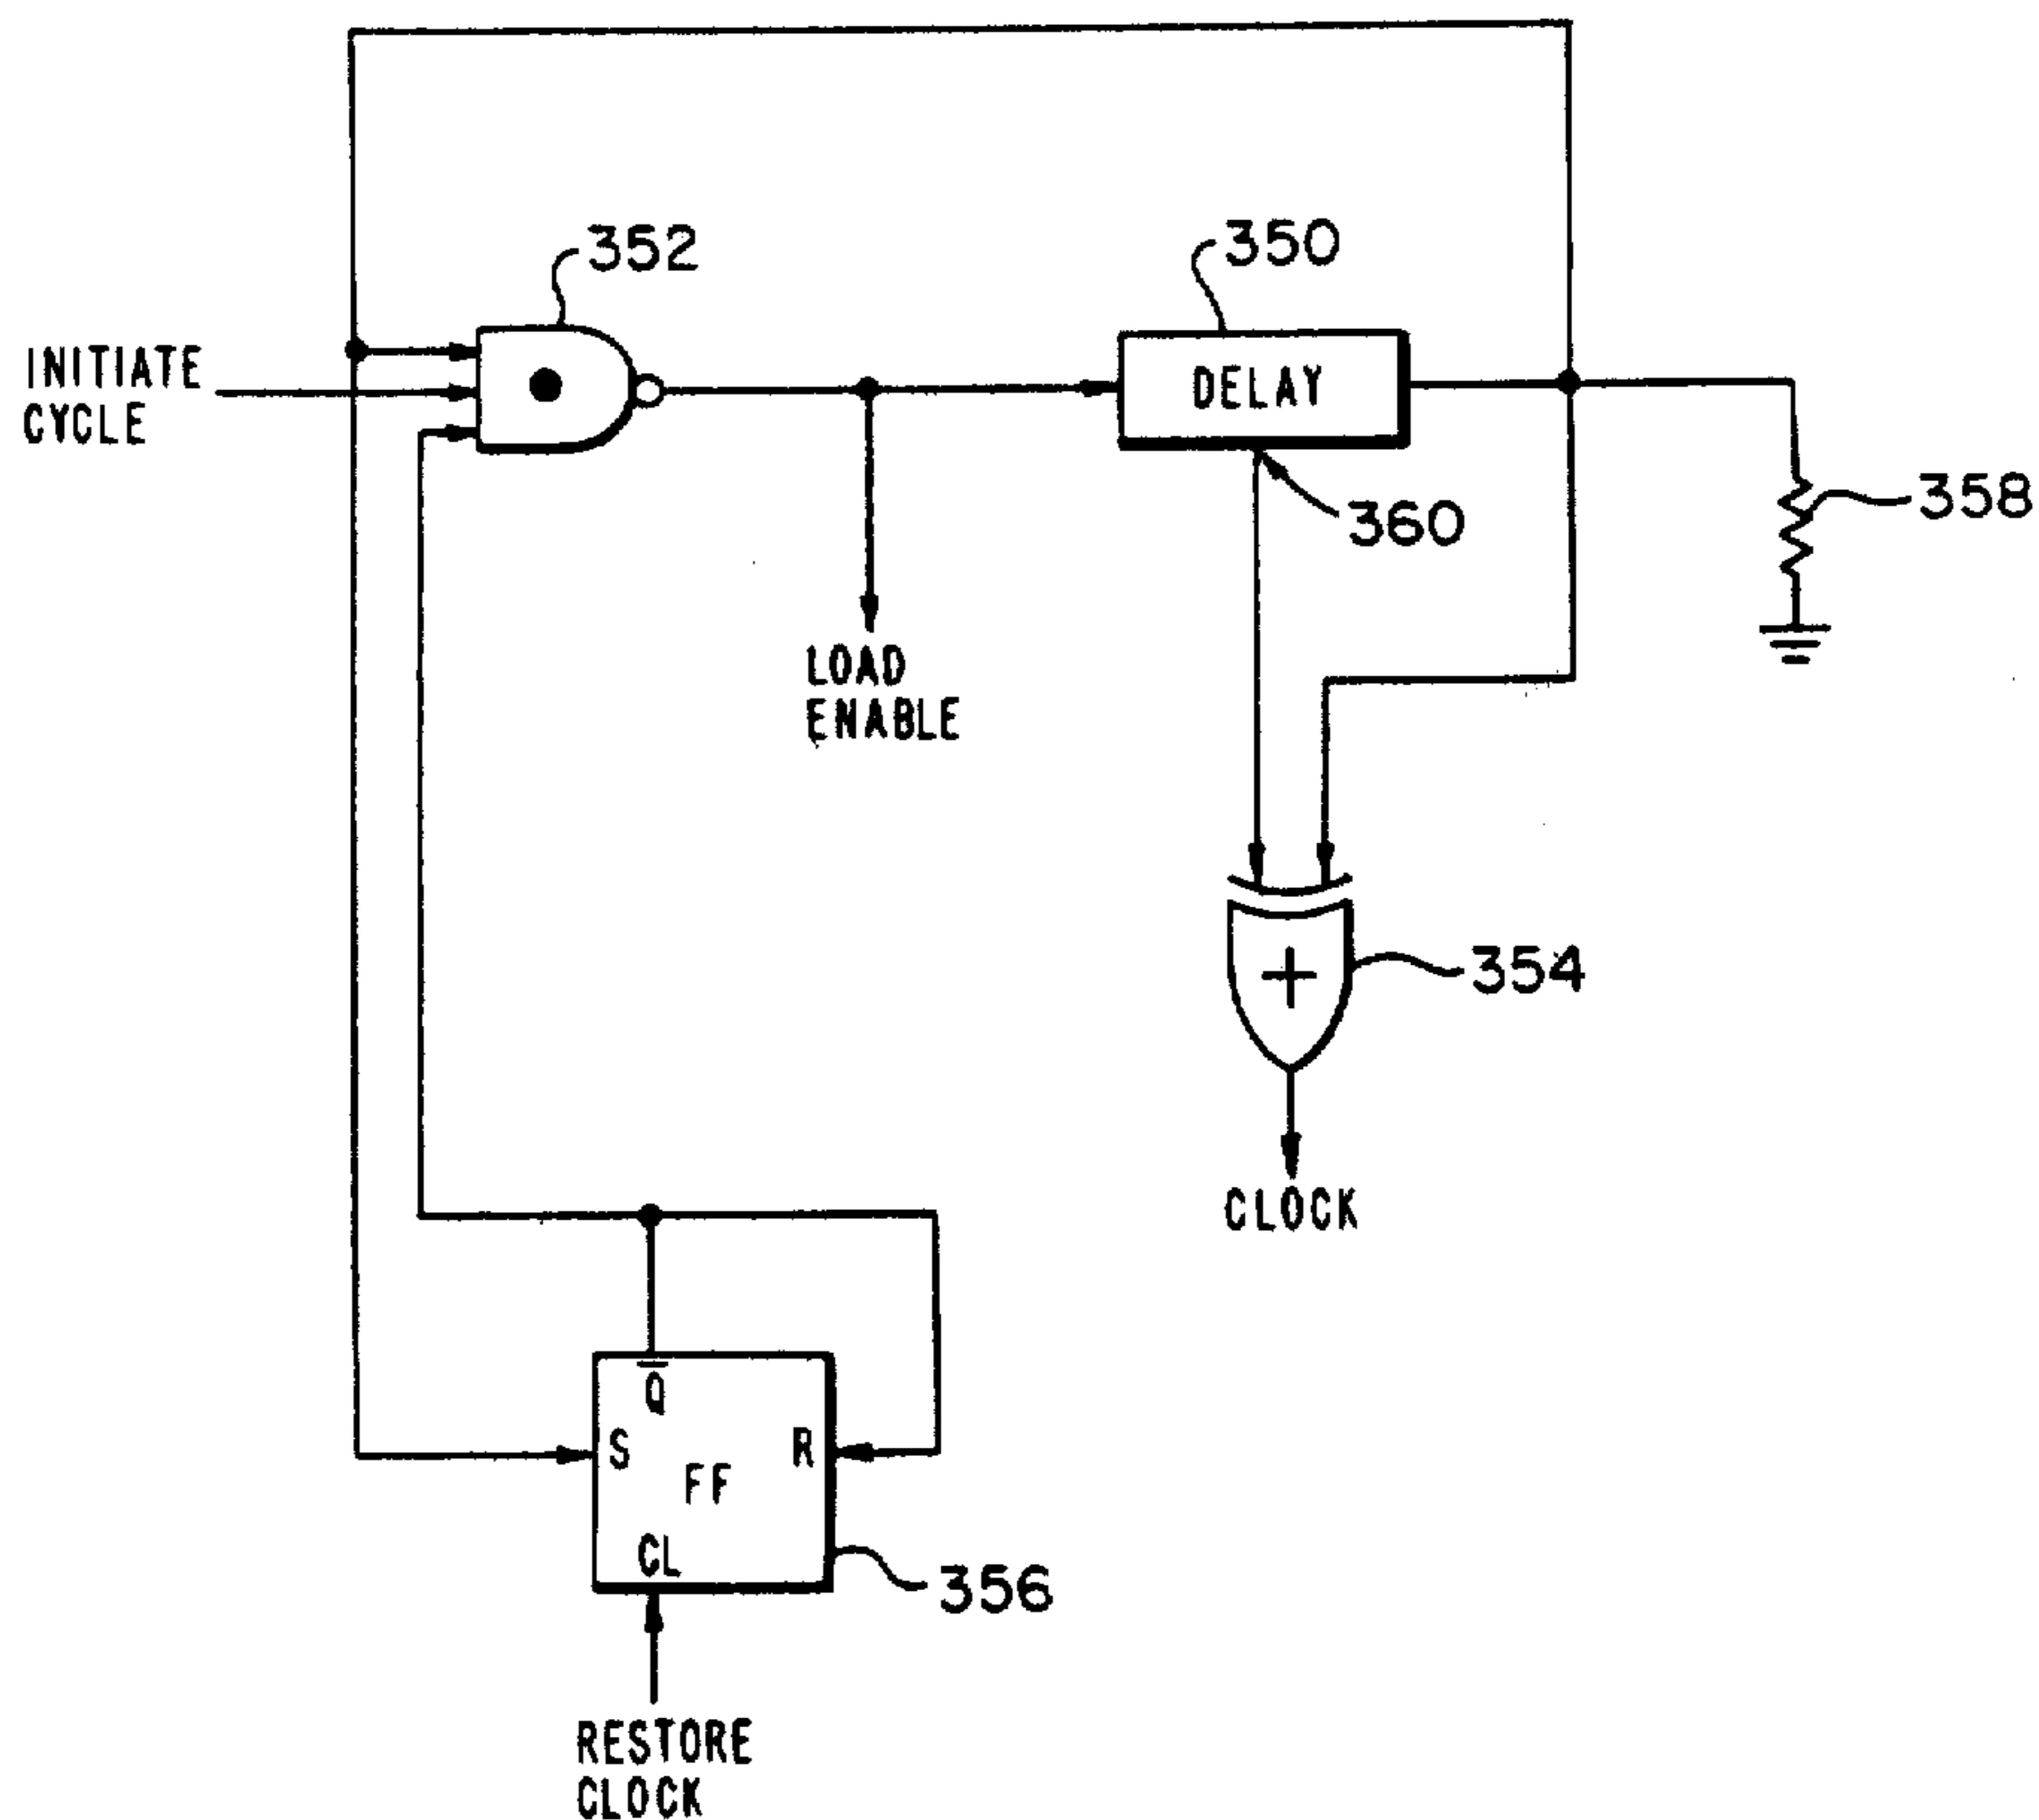 352
350
INITIATE
CYCLE
DELAY
358
360
LOAD
ENABLE
354
CLOCK
Q̅
S
R
FF
CL
356
RESTORE
CLOCK